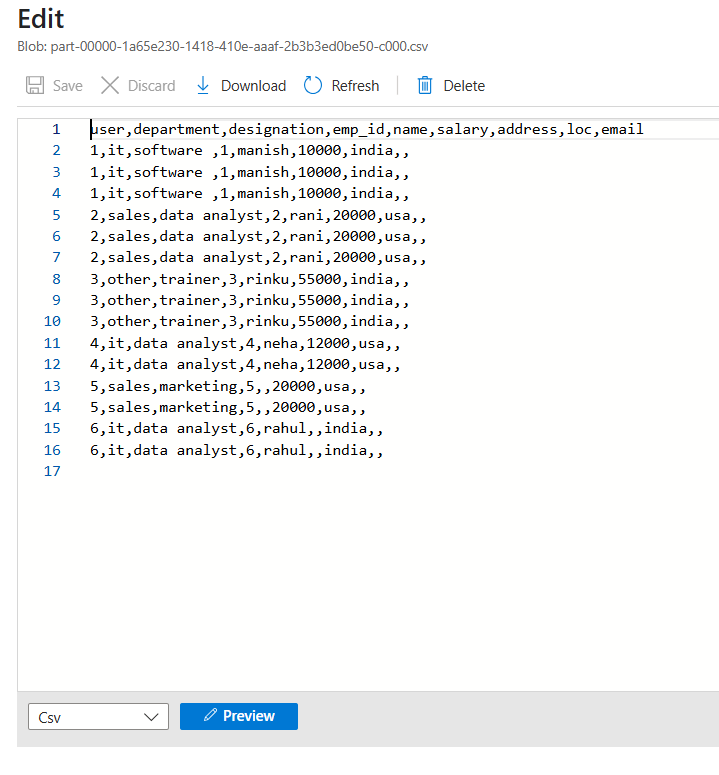 Edit
Blob: part-00000-1a65e230-1418-410e-aaaf-2b3b3ed0be50-c000.csv
Save Discard Download Refresh Delete
1 user,department,designation,emp_id,name,salary,address,loc,email
2 1,it,software ,1,manish,10000,india,,
3 1,it,software ,1,manish,10000,india,,
4 1,it,software ,1,manish,10000,india,,
5 2,sales,data analyst,2,rani,20000,usa,,
6 2,sales,data analyst,2,rani,20000,usa,,
7 2,sales,data analyst,2,rani,20000,usa,,
8 3,other,trainer,3,rinku,55000,india,,
9 3,other,trainer,3,rinku,55000,india,,
10 3,other,trainer,3,rinku,55000,india,,
11 4,it,data analyst,4,neha,12000,usa,,
12 4,it,data analyst,4,neha,12000,usa,,
13 5,sales,marketing,5,,20000,usa,,
14 5,sales,marketing,5,,20000,usa,,
15 6,it,data analyst,6,rahul,,india,,
16 6,it,data analyst,6,rahul,,india,,
17
Csv Preview